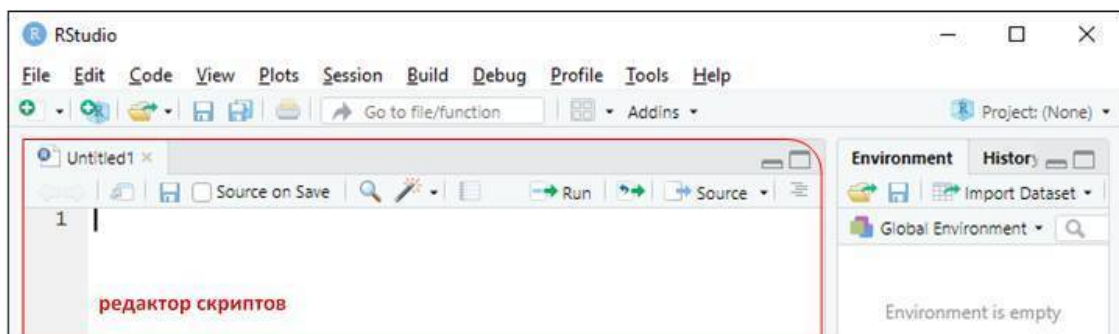 RStudio
File Edit Code View Plots Session Build Debug Profile Tools Help
Go to file/function Addins Project: (None)
Untitled1 Environment History
Source on Save Run Source Import Dataset
1 Global Environment
редактор скриптов
Environment is empty